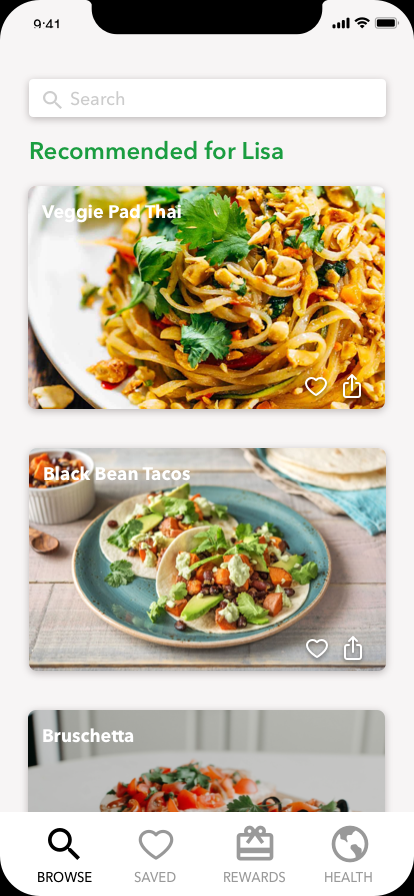 9:41
Search
Recommended for Lisa
Veggie Pad Thai
Black Bean Tacos
Bruschetta
BROWSE
SAVED
REWARDS
HEALTH